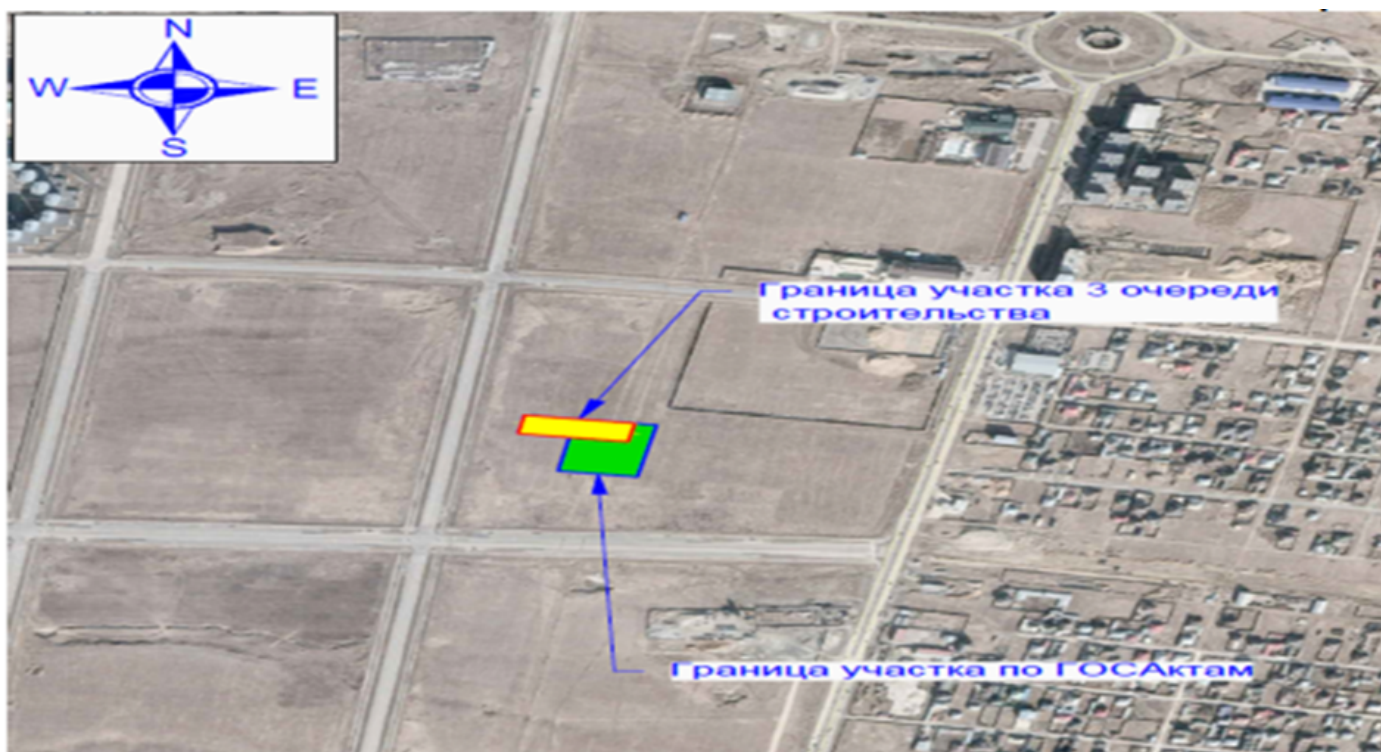 N
W E
S
Граница участка 3 очереди
строительства
Граница участка по ГОСАктам